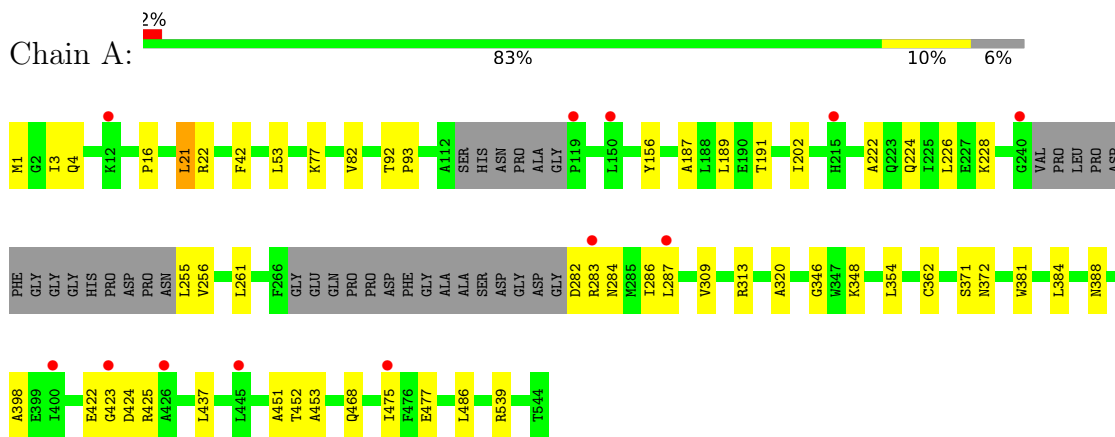 2%
Chain A:
83% 10% 6%
M1 G2 I3 Q4 K12 P16 L21 R22 F42 L53 K77 V82 T92 P93 A112 SER HIS ASN PRO ALA GLY P119 L150 Y156 A187 L188 L189 E190 T191 I202 H215 A222 Q223 Q224 I225 L226 E227 K228 G240 VAL PRO LEU PRO ASP
PHE GLY GLY GLY HIS PRO ASP PRO ASN L255 V256 L261 F266 GLY GLU GLN PRO PRO ASP PHE GLY ALA ALA SER ASP GLY ASP GLY D282 R283 N284 M285 I286 L287 V309 R313 A320 G346 W347 K348 L354 C362 S371 N372 W381 L384 N388
A398 E399 I400 E422 G423 D424 R425 A426 L437 L445 A451 T452 A453 Q468 I475 F476 E477 L486 R539 T544